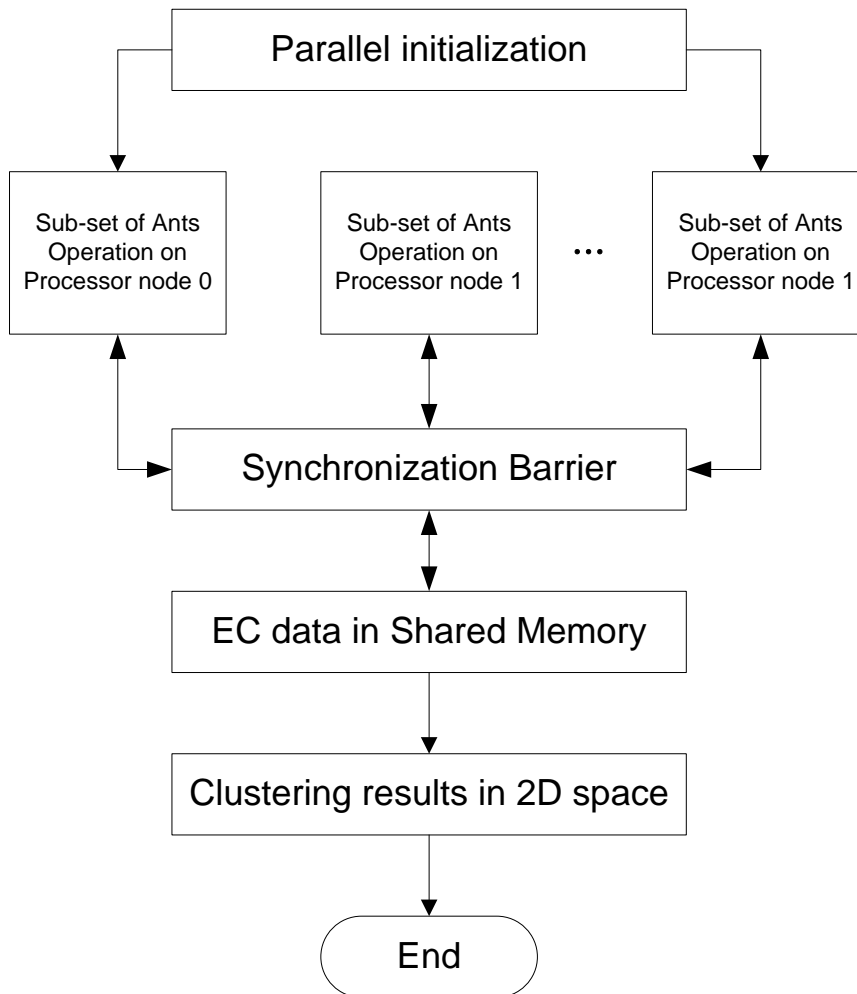 Parallel initialization
Sub-set of Ants
Operation on
Processor node 0
Sub-set of Ants
Operation on
Processor node 1
...
Sub-set of Ants
Operation on
Processor node 1
Synchronization Barrier
EC data in Shared Memory
Clustering results in 2D space
End